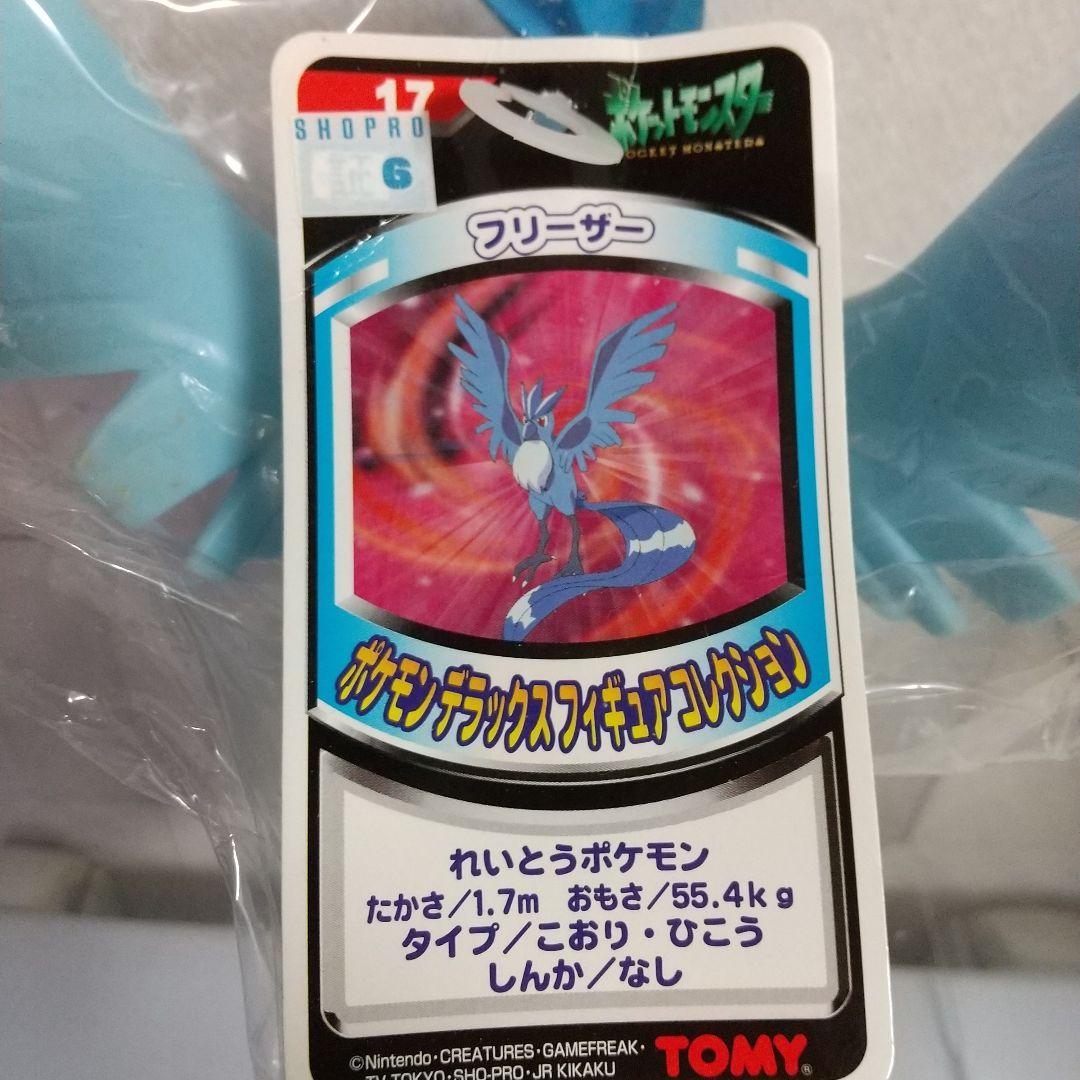 17
SHOPRO
G
ポケットモンスター
POCKET MONSTERS
フリーザー
ポケモンデラックスフィギュアコレクション
れいとうポケモン
たかさ/1.7m おもさ/55.4kg
タイプ/こおり・ひこう
しんか/なし
©Nintendo・CREATURES・GAMEFREAK・
TV TOKYO・SHO-PRO・JR KIKAKU
TOMY®